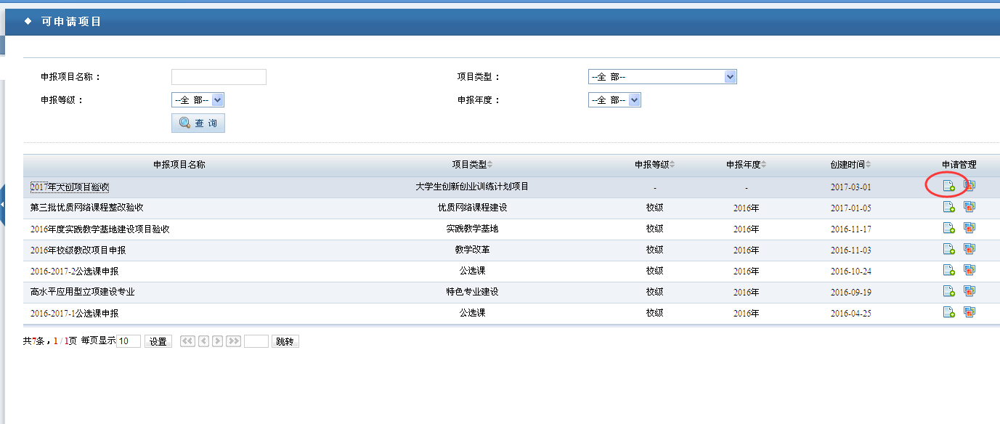 可申请项目
申报项目名称： 项目类型：--全 部--
申报等级：--全 部-- 申报年度：--全 部--
查 询
申报项目名称 项目类型 申报等级 申报年度 创建时间 申请管理
2017年大创项目验收 大学生创新创业训练计划项目 - - 2017-03-01
第三批优质网络课程整改验收 优质网络课程建设 校级 2016年 2017-01-05
2016年度实践教学基地建设项目验收 实践教学基地 校级 2016年 2016-11-17
2016年校级教改项目申报 教学改革 校级 2016年 2016-11-03
2016-2017-2公选课申报 公选课 校级 2016年 2016-10-24
高水平应用型立项建设专业 特色专业建设 校级 2016年 2016-09-19
2016-2017-1公选课申报 公选课 校级 2016年 2016-04-25
共7条，1 / 1页 每页显示10 设置 跳转